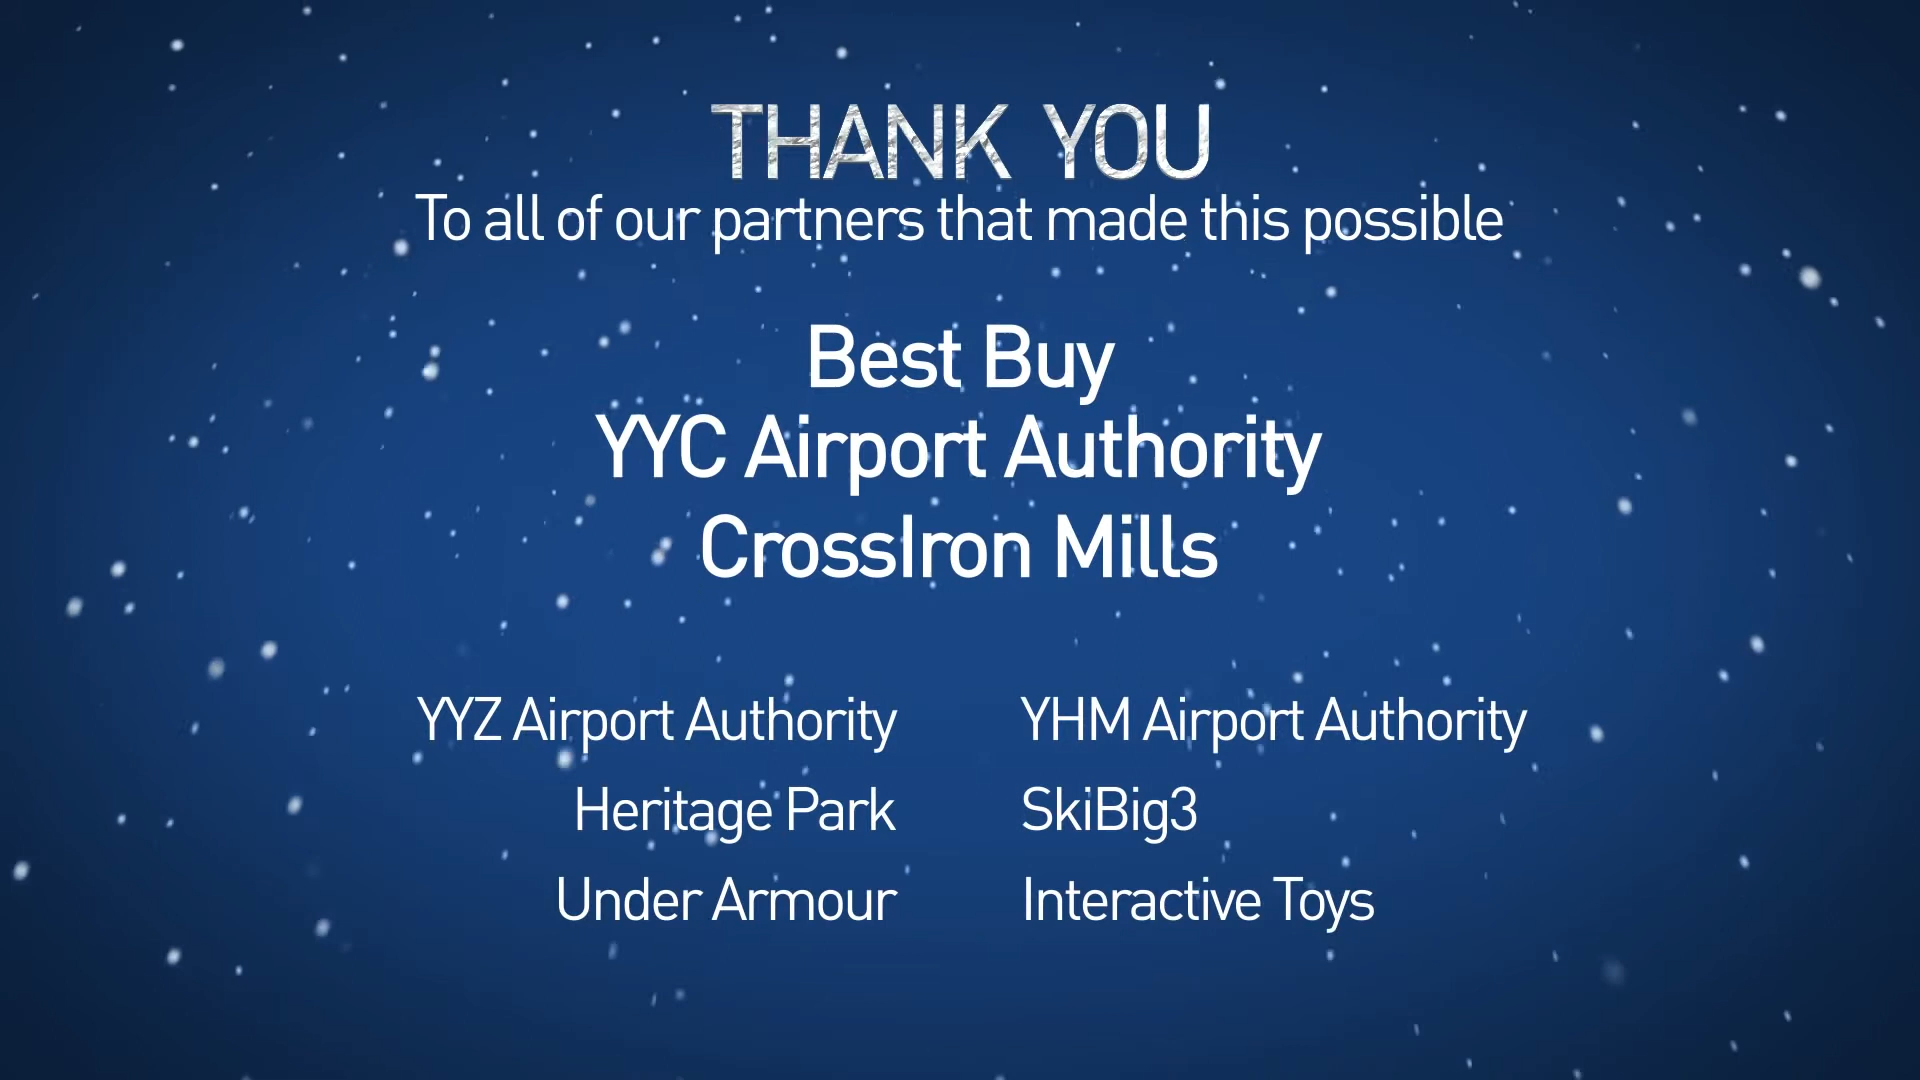 THANK YOU
To all of our partners that made this possible
Best Buy
YYC Airport Authority
CrossIron Mills
YYZ Airport Authority
YHM Airport Authority
Heritage Park
SkiBig3
Under Armour
Interactive Toys